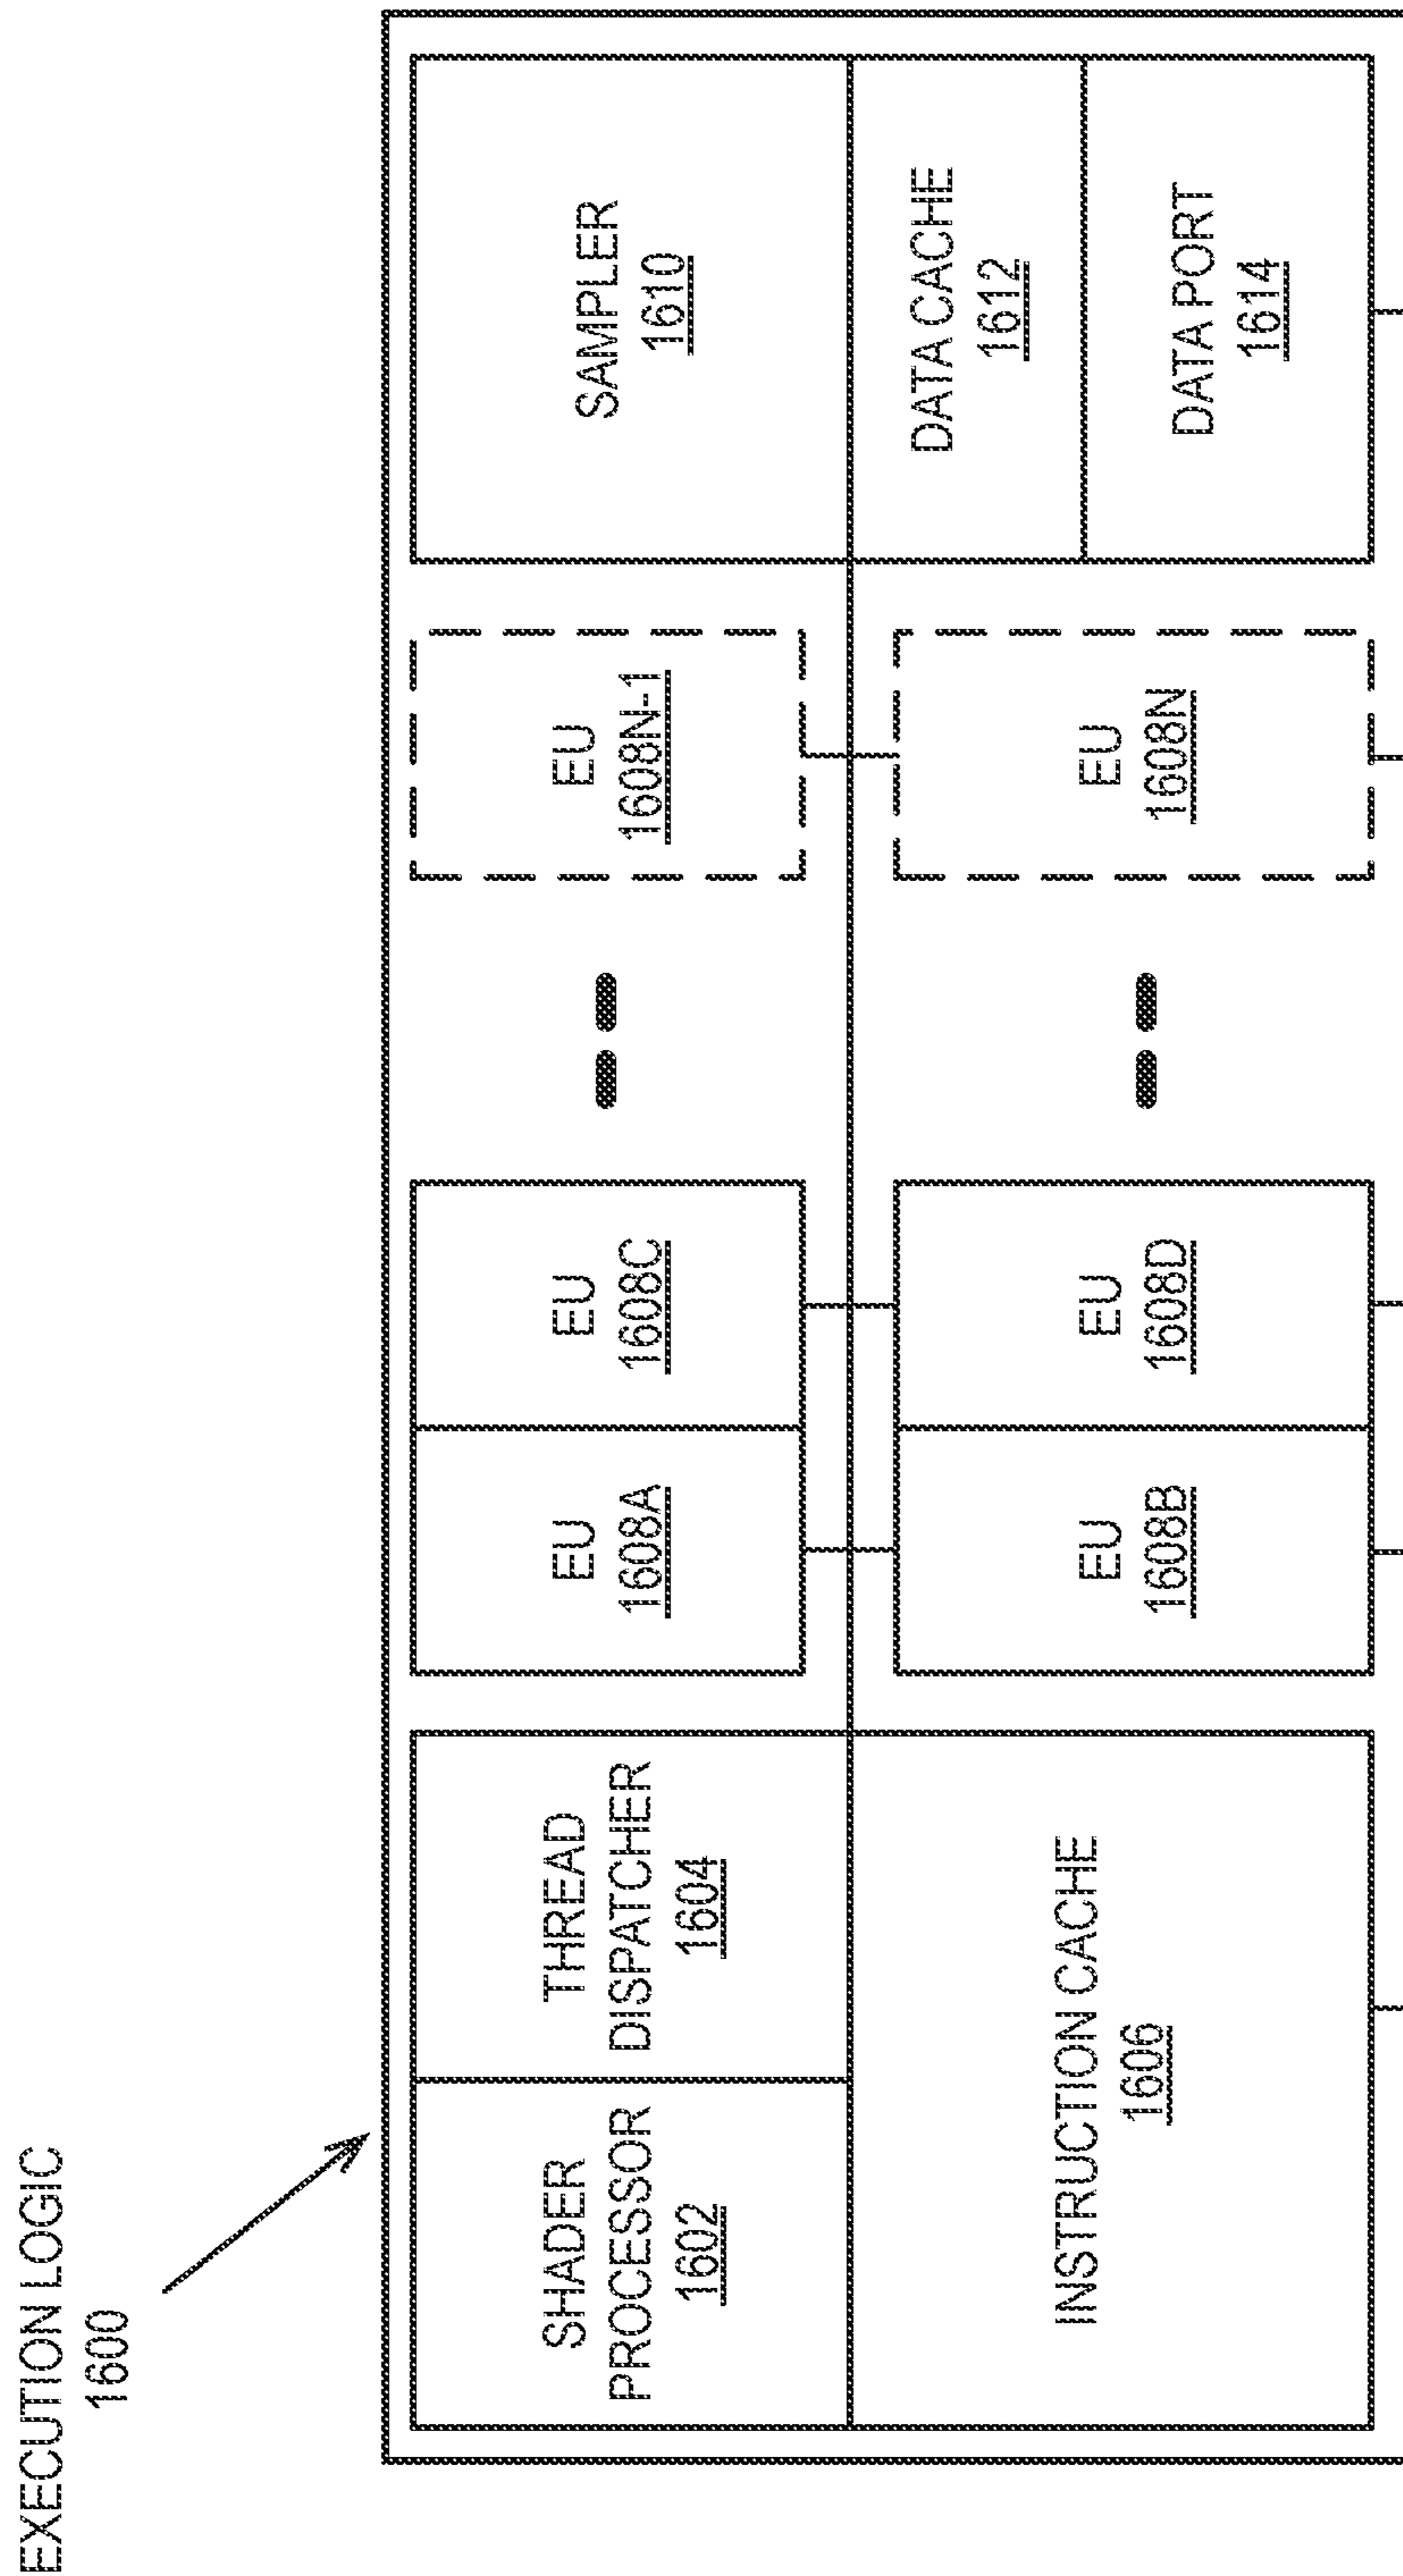 EXECUTION LOGIC
1600
SHADER
PROCESSOR
1602
THREAD
DISPATCHER
1604
EU
1608A
EU
1608C
EU
1608N-1
SAMPLER
1610
INSTRUCTION CACHE
1606
EU
1608B
EU
1608D
EU
1608N
DATA CACHE
1612
DATA PORT
1614